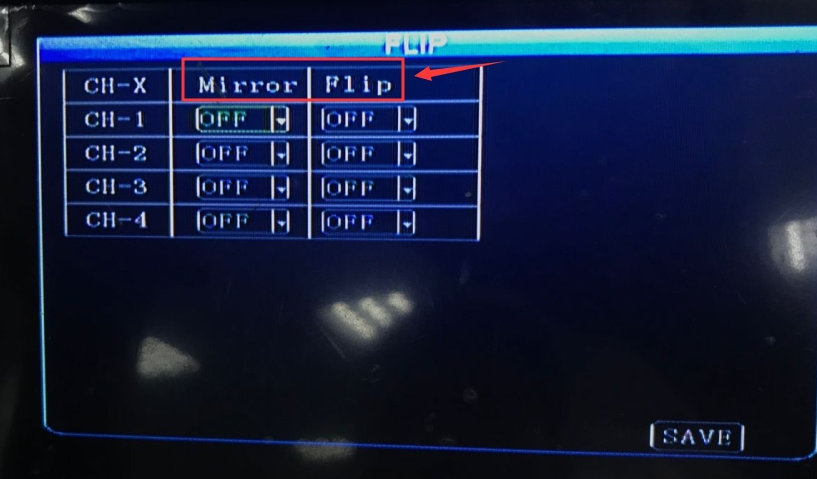 FLIP
CH-X Mirror Flip
CH-1 OFF OFF
CH-2 OFF OFF
CH-3 OFF OFF
CH-4 OFF OFF
SAVE